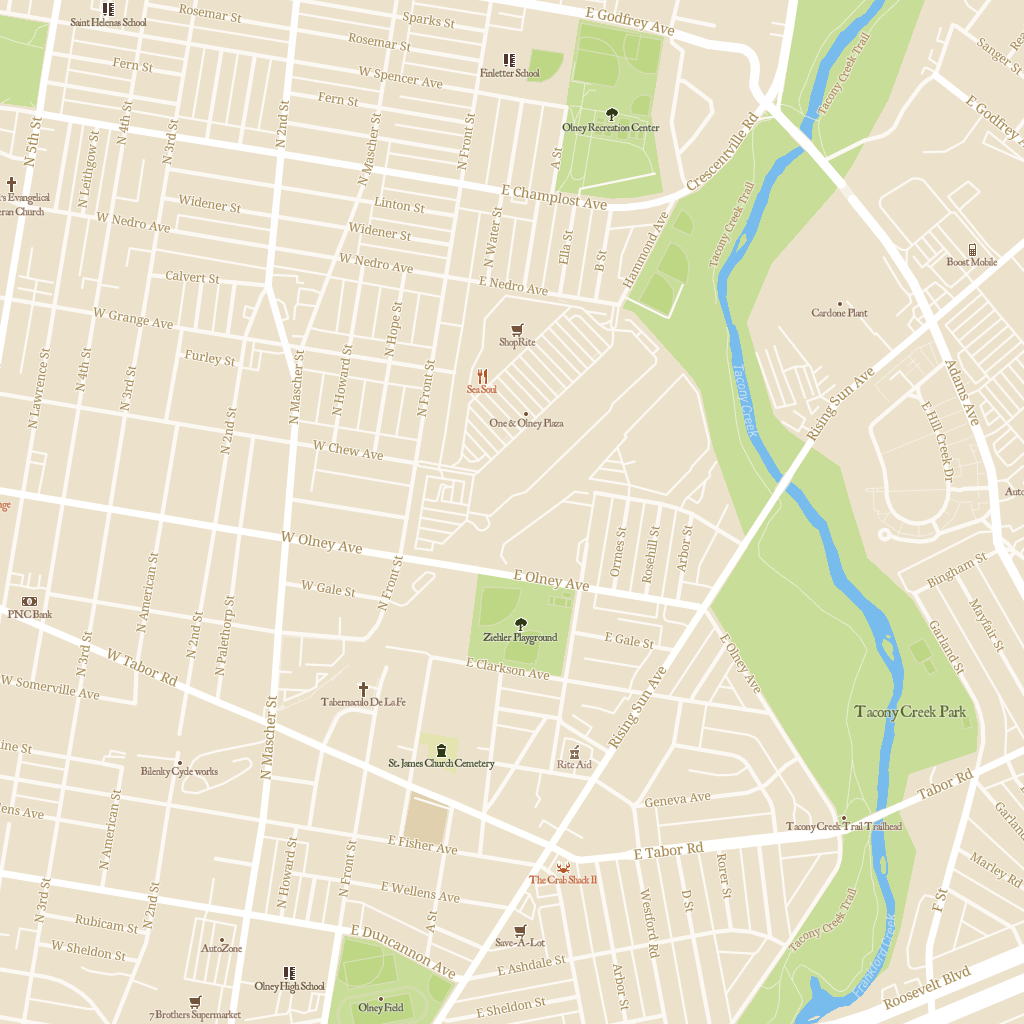 Rosemar St
Sparks St
E Godfrey Ave
Saint Helenas School
Rosemar St
Fern St
W Spencer Ave
Finletter School
Sanger St
Tacony Creek Trail
N 4th St
N 2nd St
Fern St
E Godfrey
N 5th St
N Leithgow St
N 3rd St
N Mascher St
N Front St
A St
Olney Recreation Center
Crescentville Rd
Evangelical
Church
E Champlost Ave
Widener St
Linton St
W Nedro Ave
Widener St
N Water St
Ella St
B St
Hammond Ave
Tacony Creek Trail
Calvert St
W Nedro Ave
E Nedro Ave
Boost Mobile
W Grange Ave
N Hope St
ShopRite
Cardone Plant
Furley St
N Lawrence St
N 4th St
N 3rd St
N Mascher St
N Howard St
N Front St
Sea Soul
Tacony Creek
Rising Sun Ave
Adams Ave
N 2nd St
One & Olney Plaza
E Hill Creek Dr
W Chew Ave
W Olney Ave
Ormes St
Rosehill St
Arbor St
N Front St
E Olney Ave
Bingham St
W Gale St
PNC Bank
N American St
N 2nd St
N Palethorp St
Ziehler Playground
E Gale St
E Olney Ave
Garland St
Mayfair St
N 3rd St
W Tabor Rd
E Clarkson Ave
W Somerville Ave
Tabernaculo De La Fe
Rising Sun Ave
Tacony Creek Park
N Mascher St
St. James Church Cemetery
Rite Aid
Bilenky Cycle works
Tabor Rd
Geneva Ave
Tacony Creek Trail Trailhead
N American St
E Fisher Ave
E Tabor Rd
The Crab Shack II
Marley Rd
N Howard St
N Front St
E Wellens Ave
Westford Rd
D St
Rorer St
F St
N 3rd St
N 2nd St
Rubicam St
A St
E Duncannon Ave
Save-A-Lot
Tacony Creek Trail
W Sheldon St
AutoZone
E Ashdale St
Arbor St
Frankford Creek
Olney High School
Roosevelt Blvd
Olney Field
E Sheldon St
7 Brothers Supermarket